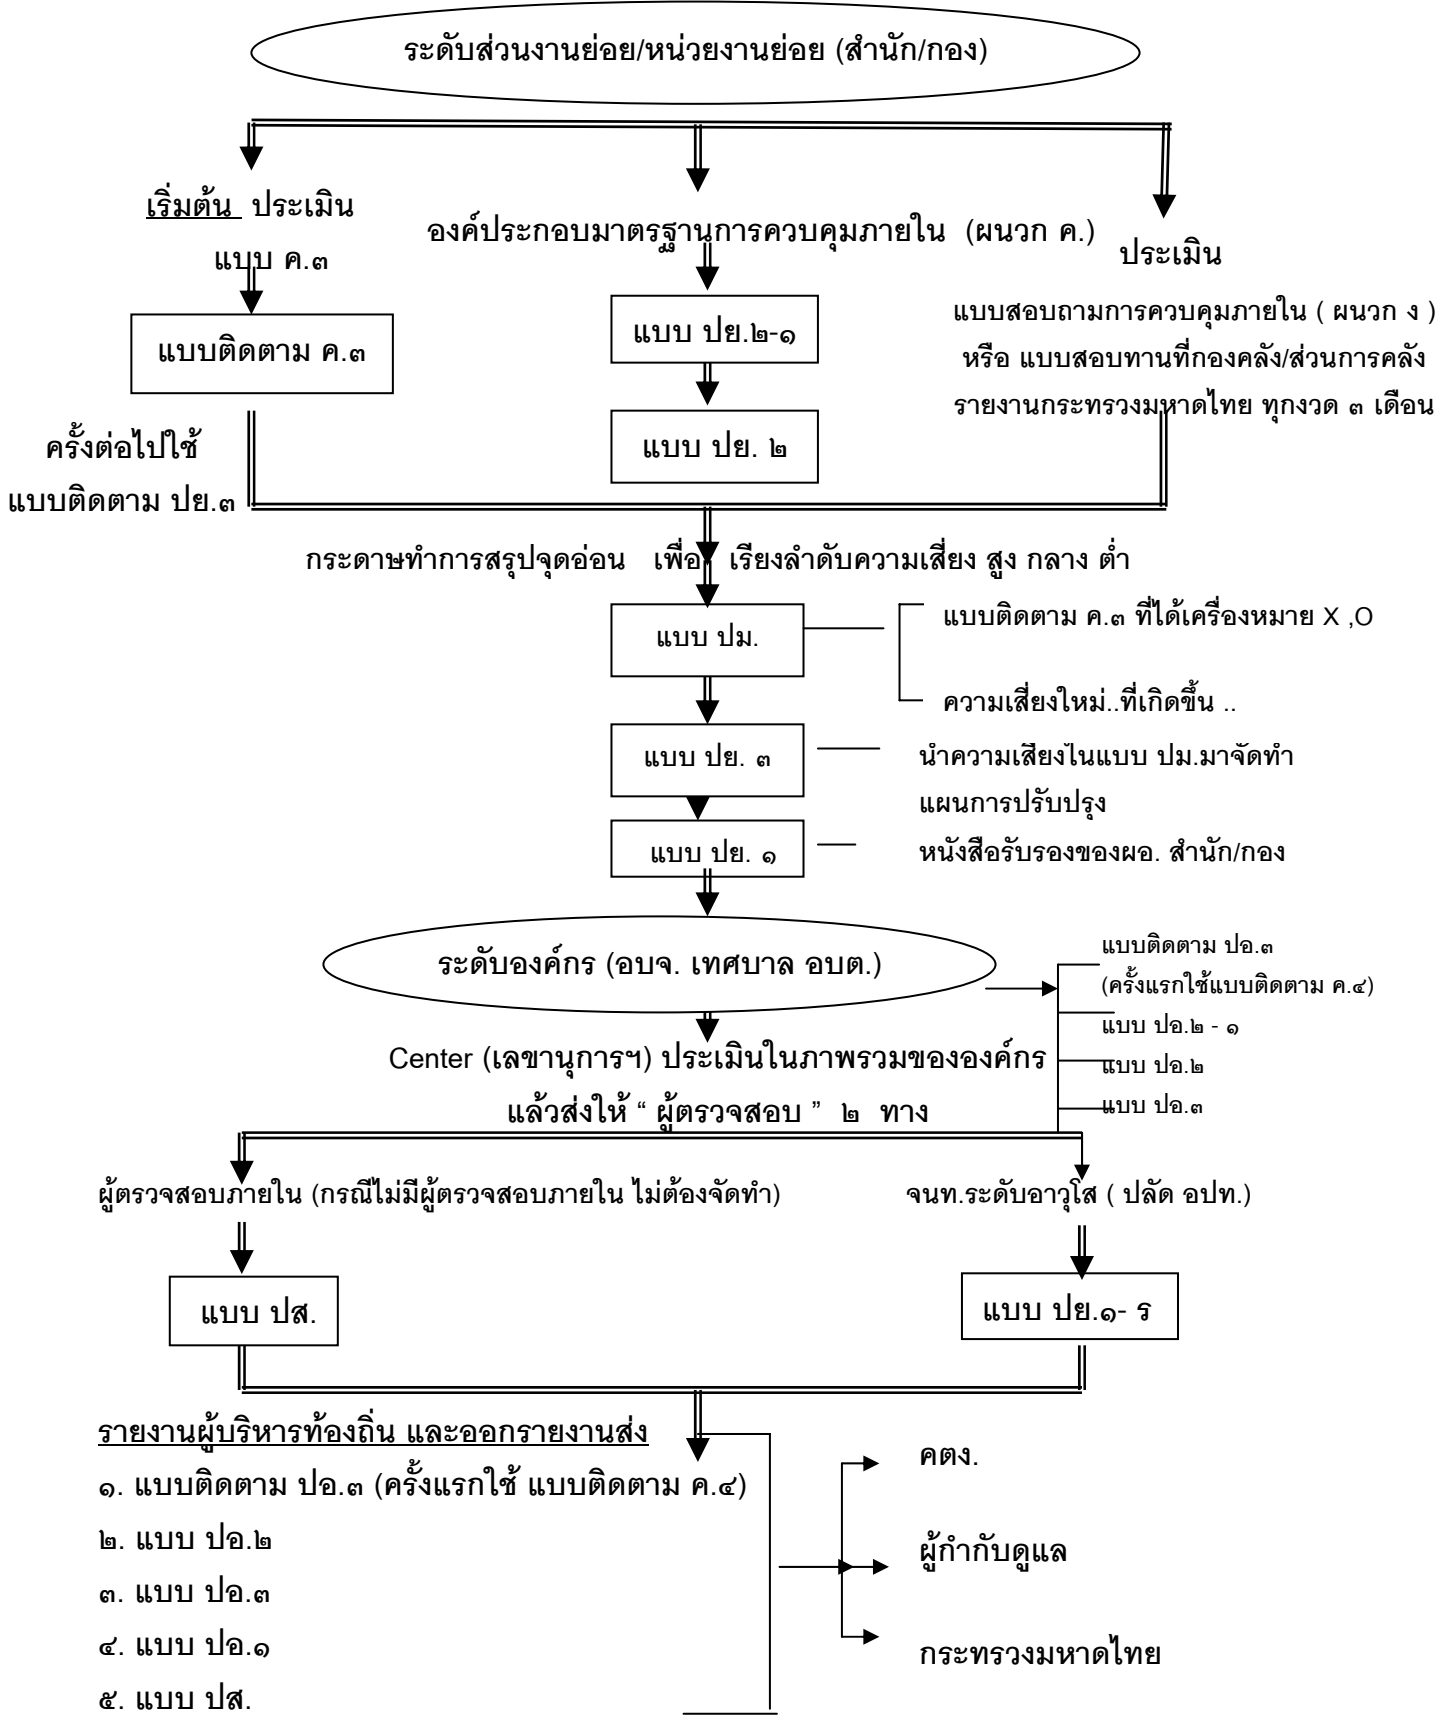 ระดับส่วนงานย่อย/หน่วยงานย่อย (สำนัก/กอง)
เริ่มต้น ประเมิน
แบบ ค.๓
แบบติดตาม ค.๓
ครั้งต่อไปใช้
แบบติดตาม ปย.๓
องค์ประกอบมาตรฐานการควบคุมภายใน (ผนวก ค.)
แบบ ปย.๒-๑
แบบ ปย. ๒
ประเมิน
แบบสอบถามการควบคุมภายใน ( ผนวก ง )
หรือ แบบสอบทานที่กองคลัง/ส่วนการคลัง
รายงานกระทรวงมหาดไทย ทุกงวด ๓ เดือน
กระดาษทำการสรุปจุดอ่อน เพื่อ เรียงลำดับความเสี่ยง สูง กลาง ต่ำ
แบบ ปม.
แบบติดตาม ค.๓ ที่ได้เครื่องหมาย X ,O
ความเสี่ยงใหม่..ที่เกิดขึ้น ..
แบบ ปย. ๓
นำความเสี่ยงในแบบ ปม.มาจัดทำ
แผนการปรับปรุง
แบบ ปย. ๑
หนังสือรับรองของผอ. สำนัก/กอง
ระดับองค์กร (อบจ. เทศบาล อบต.)
แบบติดตาม ปอ.๓
(ครั้งแรกใช้แบบติดตาม ค.๔)
แบบ ปอ.๒ - ๑
แบบ ปอ.๒
แบบ ปอ.๓
Center (เลขานุการฯ) ประเมินในภาพรวมขององค์กร
แล้วส่งให้ “ ผู้ตรวจสอบ ” ๒ ทาง
ผู้ตรวจสอบภายใน (กรณีไม่มีผู้ตรวจสอบภายใน ไม่ต้องจัดทำ)
จนท.ระดับอาวุโส ( ปลัด อปท.)
แบบ ปส.
แบบ ปย.๑- ร
รายงานผู้บริหารท้องถิ่น และออกรายงานส่ง
๑. แบบติดตาม ปอ.๓ (ครั้งแรกใช้ แบบติดตาม ค.๔)
๒. แบบ ปอ.๒
๓. แบบ ปอ.๓
๔. แบบ ปอ.๑
๕. แบบ ปส.
คตง.
ผู้กำกับดูแล
กระทรวงมหาดไทย